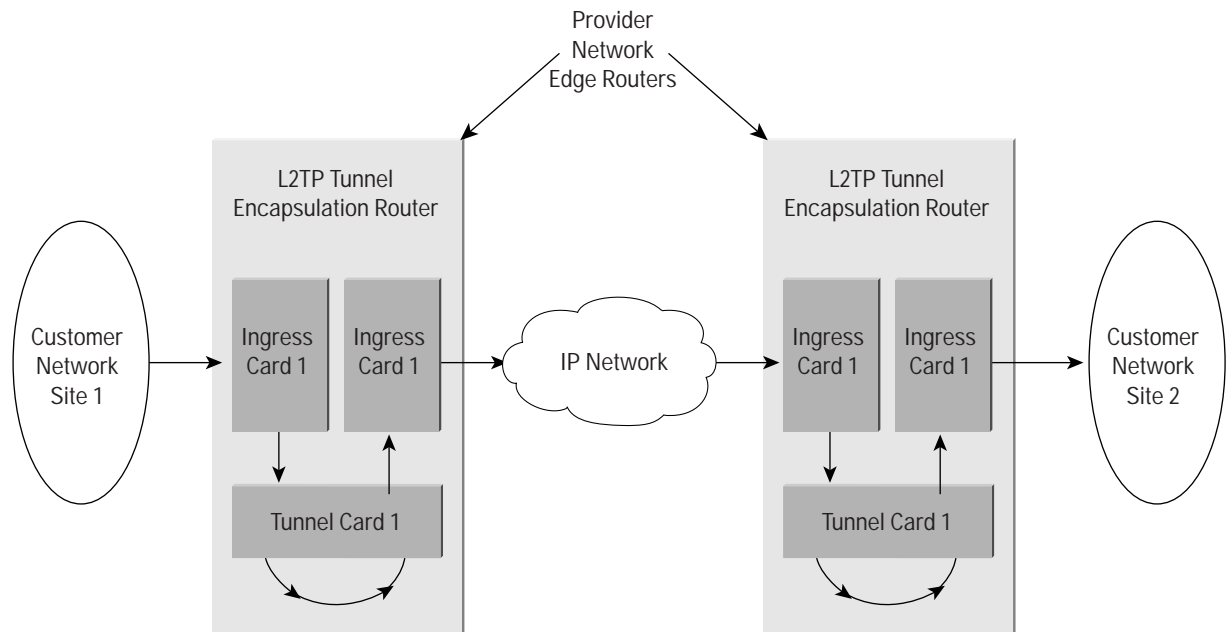 Provider
Network
Edge Routers
L2TP Tunnel
Encapsulation Router
L2TP Tunnel
Encapsulation Router
Customer
Network
Site 1
Ingress
Card 1
Ingress
Card 1
IP Network
Ingress
Card 1
Ingress
Card 1
Customer
Network
Site 2
Tunnel Card 1
Tunnel Card 1